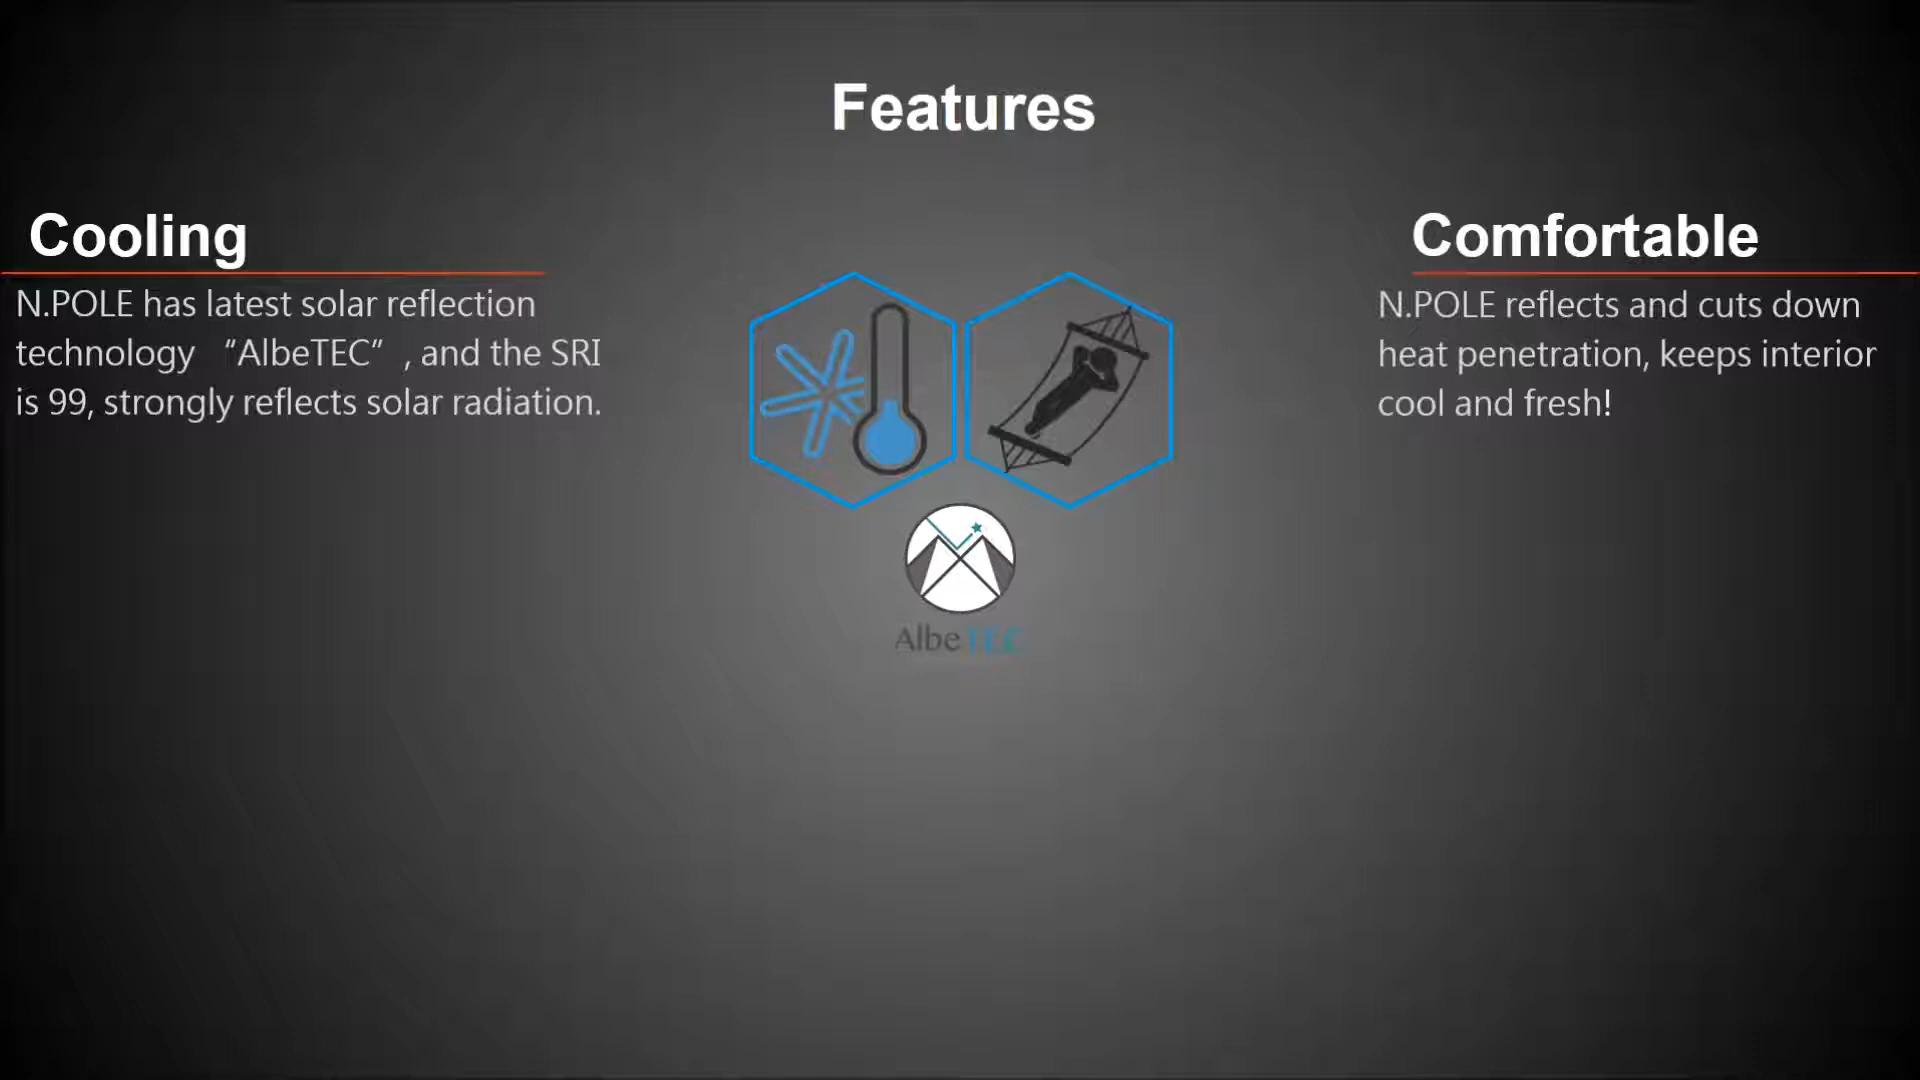 Features
Cooling
N.POLE has latest solar reflection
technology “AlbeTEC”, and the SRI
is 99, strongly reflects solar radiation.
Comfortable
N.POLE reflects and cuts down
heat penetration, keeps interior
cool and fresh!
AlbeTEC